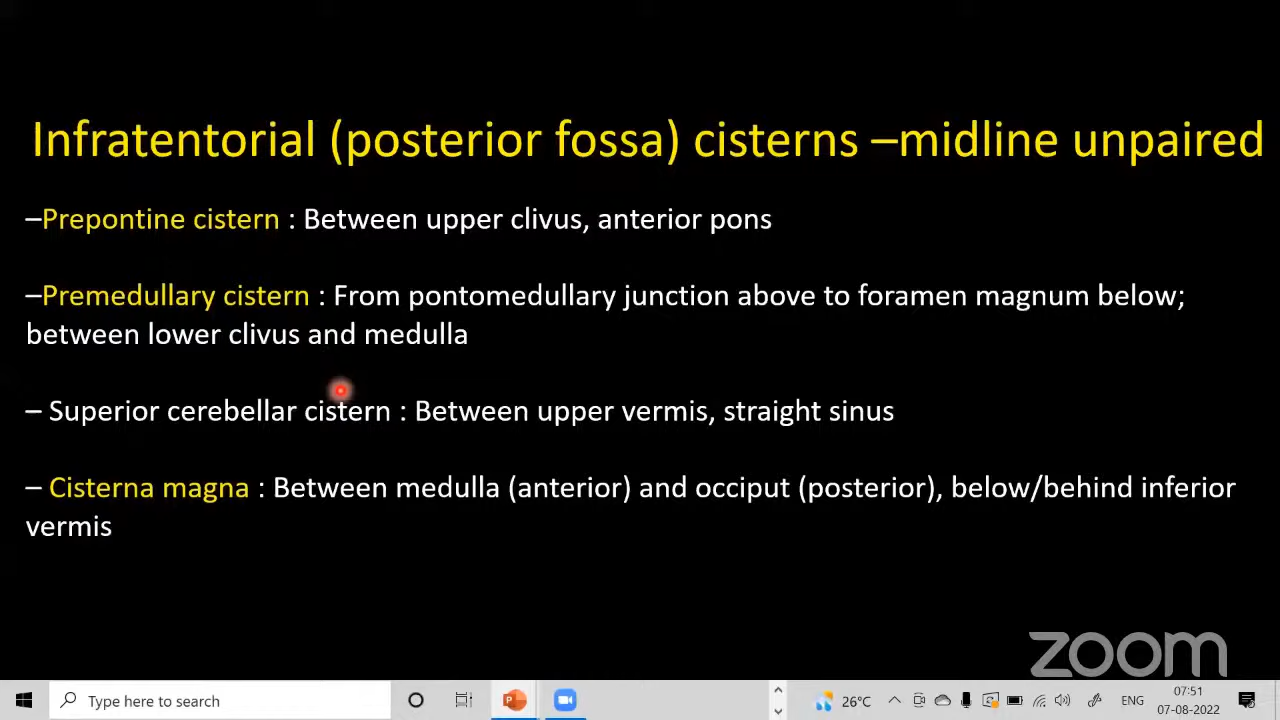 Infratentorial (posterior fossa) cisterns –midline unpaired
–Prepontine cistern : Between upper clivus, anterior pons
–Premedullary cistern : From pontomedullary junction above to foramen magnum below;
between lower clivus and medulla
– Superior cerebellar cistern : Between upper vermis, straight sinus
– Cisterna magna : Between medulla (anterior) and occiput (posterior), below/behind inferior
vermis
zoom
Type here to search
P
26°C
ENG
07:51
07-08-2022